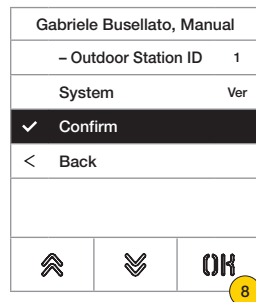 Gabriele Busellato, Manual
– Outdoor Station ID 1
System Ver
Confirm
< Back
OK
8